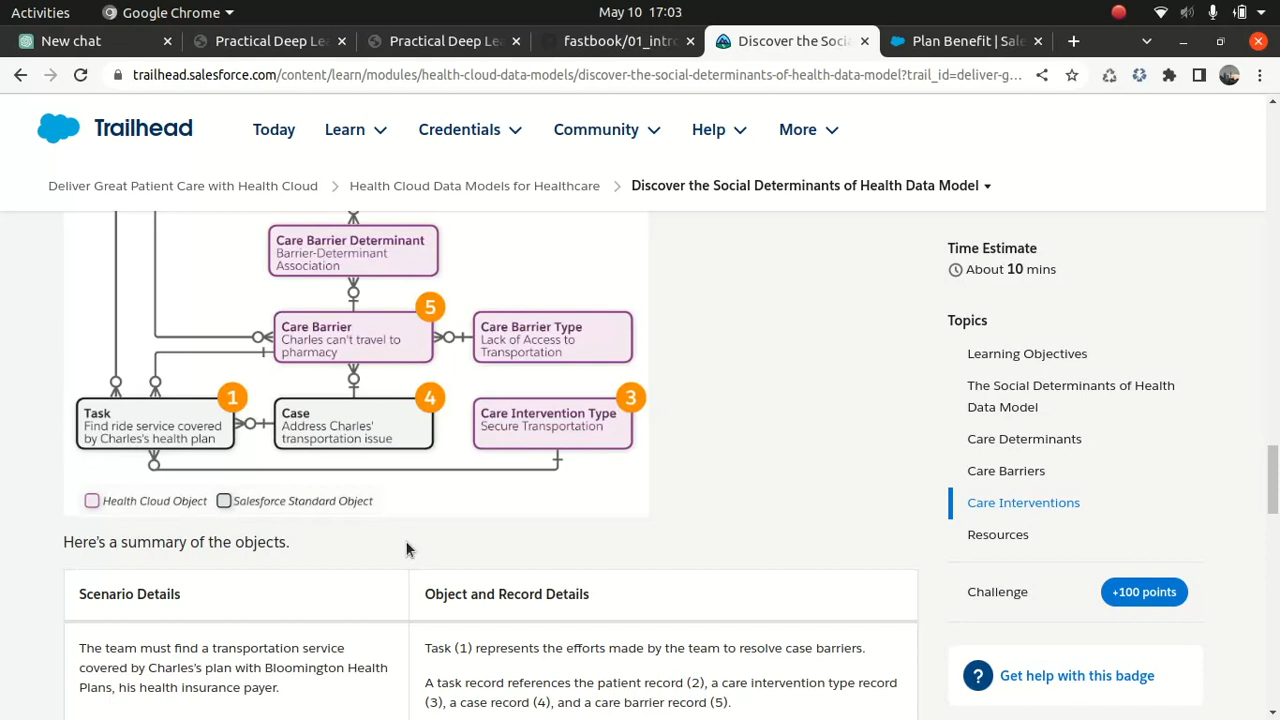 Activities
Google Chrome
May 10 17:03
New chat
Practical Deep Le
Practical Deep Le
fastbook/01_intro
Discover the Socia
Plan Benefit | Sale
trailhead.salesforce.com/content/learn/modules/health-cloud-data-models/discover-the-social-determinants-of-health-data-model?trail_id=deliver-g...
Trailhead
Today
Learn
Credentials
Community
Help
More
Deliver Great Patient Care with Health Cloud
Health Cloud Data Models for Healthcare
Discover the Social Determinants of Health Data Model
Care Barrier Determinant
Barrier-Determinant
Association
5
Care Barrier
Charles can't travel to
pharmacy
Care Barrier Type
Lack of Access to
Transportation
1
Task
Find ride service covered
by Charles's health plan
4
Case
Address Charles'
transportation issue
3
Care Intervention Type
Secure Transportation
Health Cloud Object
Salesforce Standard Object
Here's a summary of the objects.
Scenario Details
Object and Record Details
The team must find a transportation service
covered by Charles's plan with Bloomington Health
Plans, his health insurance payer.
Task (1) represents the efforts made by the team to resolve case barriers.
A task record references the patient record (2), a care intervention type record
(3), a case record (4), and a care barrier record (5).
Time Estimate
About 10 mins
Topics
Learning Objectives
The Social Determinants of Health
Data Model
Care Determinants
Care Barriers
Care Interventions
Resources
Challenge
+100 points
? Get help with this badge